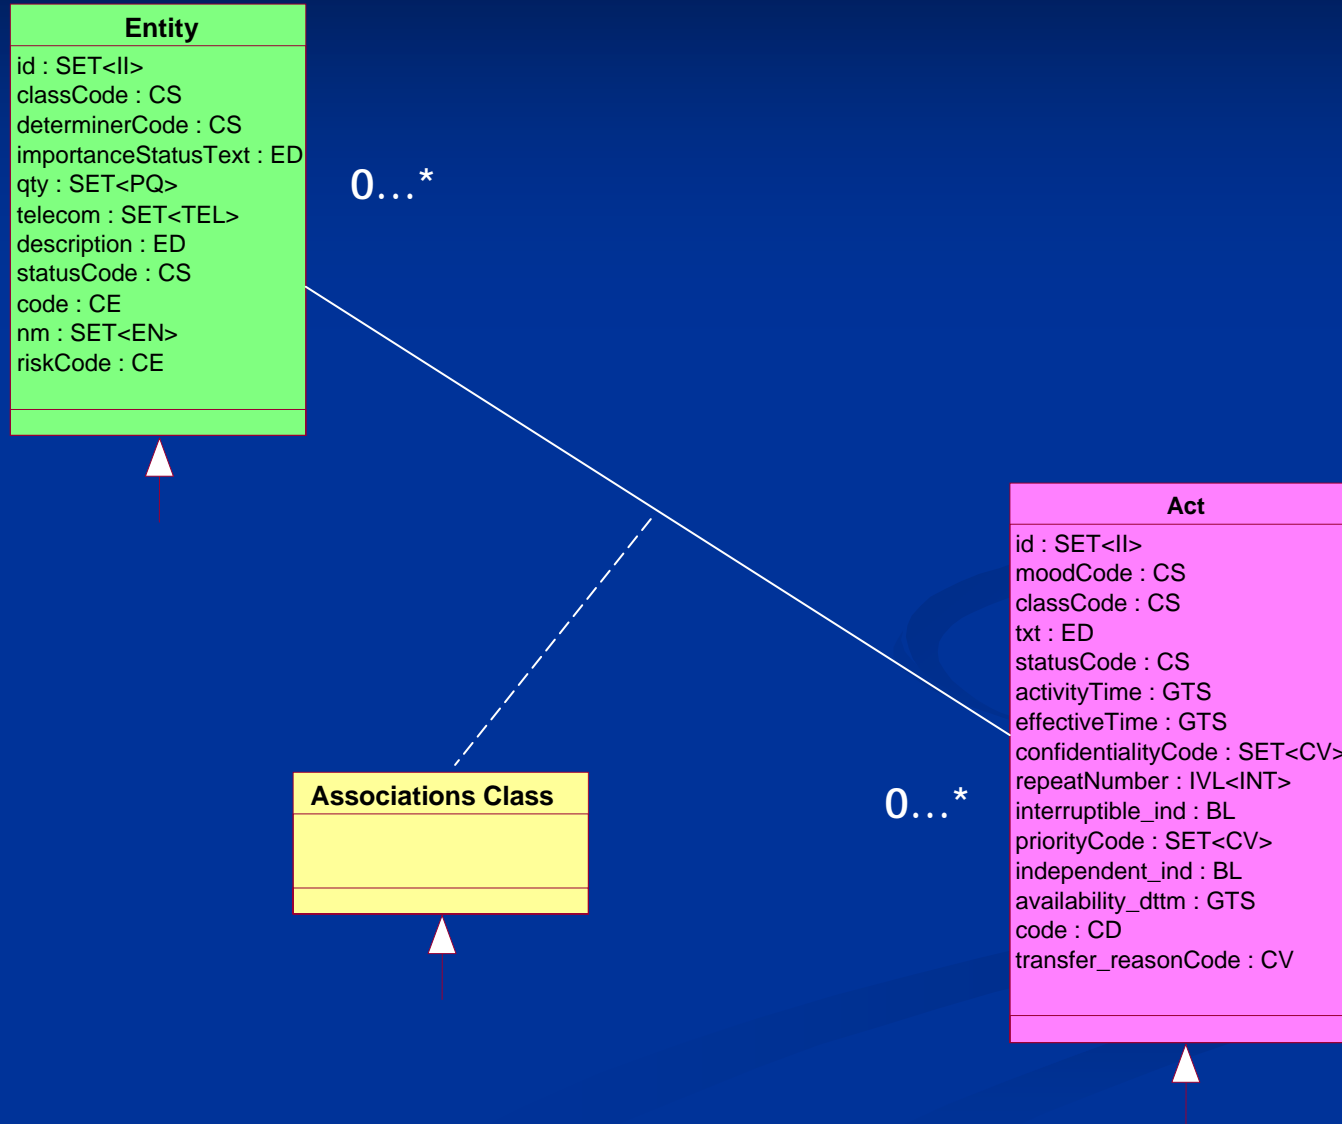 Entity
id : SET<II>
classCode : CS
determinerCode : CS
importanceStatusText : ED
qty : SET<PQ>
telecom : SET<TEL>
description : ED
statusCode : CS
code : CE
nm : SET<EN>
riskCode : CE
0…*
Associations Class
0…*
Act
id : SET<II>
moodCode : CS
classCode : CS
txt : ED
statusCode : CS
activityTime : GTS
effectiveTime : GTS
confidentialityCode : SET<CV>
repeatNumber : IVL<INT>
interruptible_ind : BL
priorityCode : SET<CV>
independent_ind : BL
availability_dttm : GTS
code : CD
transfer_reasonCode : CV